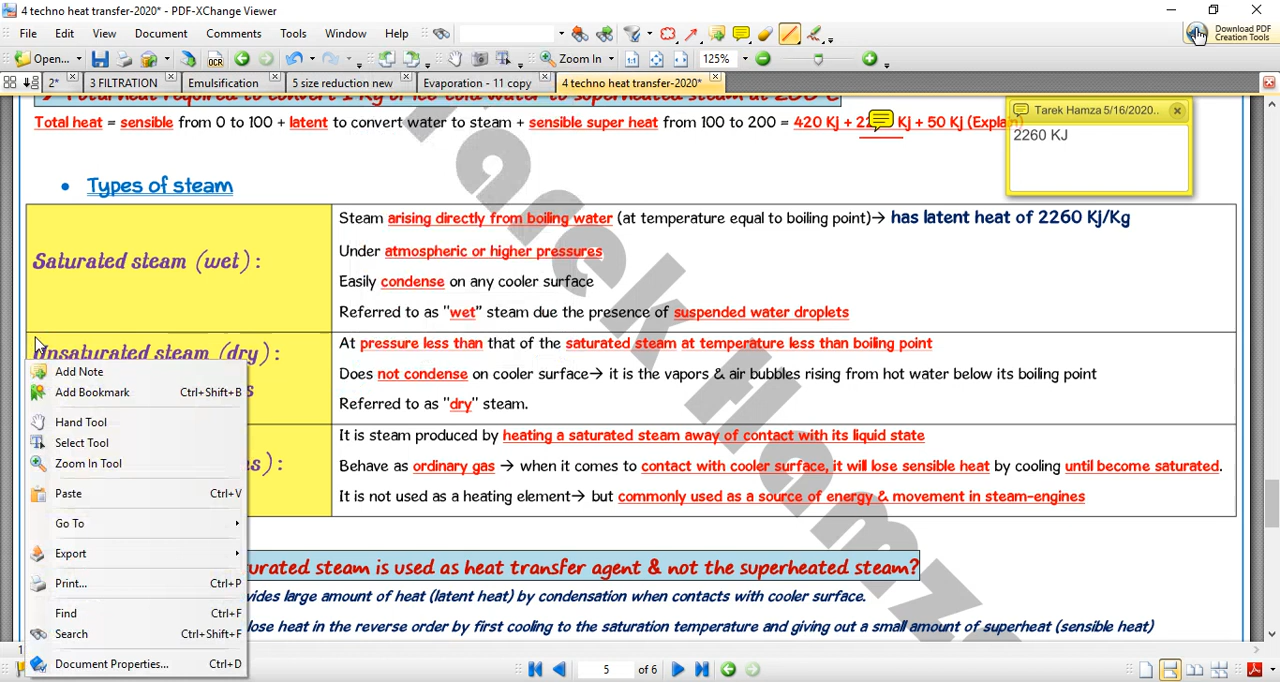 4 techno heat transfer-2020* - PDF-XChange Viewer
File Edit View Document Comments Tools Window Help
Download PDF
Creation Tools
Open... OCR Zoom In 125%
2* 3 FILTRATION Emulsification 5 size reduction new Evaporation - 11 copy 4 techno heat transfer-2020*
Total heat = sensible from 0 to 100 + latent to convert water to steam + sensible super heat from 100 to 200 = 420 Kj + Kj + 50 Kj (Explain)
Tarek Hamza 5/16/2020..
2260 KJ
• Types of steam
Saturated steam (wet) :
Steam arising directly from boiling water (at temperature equal to boiling point)→ has latent heat of 2260 Kj/Kg
Under atmospheric or higher pressures
Easily condense on any cooler surface
Referred to as "wet" steam due the presence of suspended water droplets
Unsaturated steam (dry) :
At pressure less than that of the saturated steam at temperature less than boiling point
Does not condense on cooler surface→ it is the vapors & air bubbles rising from hot water below its boiling point
Referred to as "dry" steam.
It is steam produced by heating a saturated steam away of contact with its liquid state
Behave as ordinary gas → when it comes to contact with cooler surface, it will lose sensible heat by cooling until become saturated.
It is not used as a heating element→ but commonly used as a source of energy & movement in steam-engines
Add Note
Add Bookmark Ctrl+Shift+B
Hand Tool
Select Tool
Zoom In Tool
Paste Ctrl+V
Go To
Export
Print... Ctrl+P
Find Ctrl+F
Search Ctrl+Shift+F
Document Properties... Ctrl+D
urated steam is used as heat transfer agent & not the superheated steam?
vides large amount of heat (latent heat) by condensation when contacts with cooler surface.
lose heat in the reverse order by first cooling to the saturation temperature and giving out a small amount of superheat (sensible heat)
Tarek Hamza
5 of 6